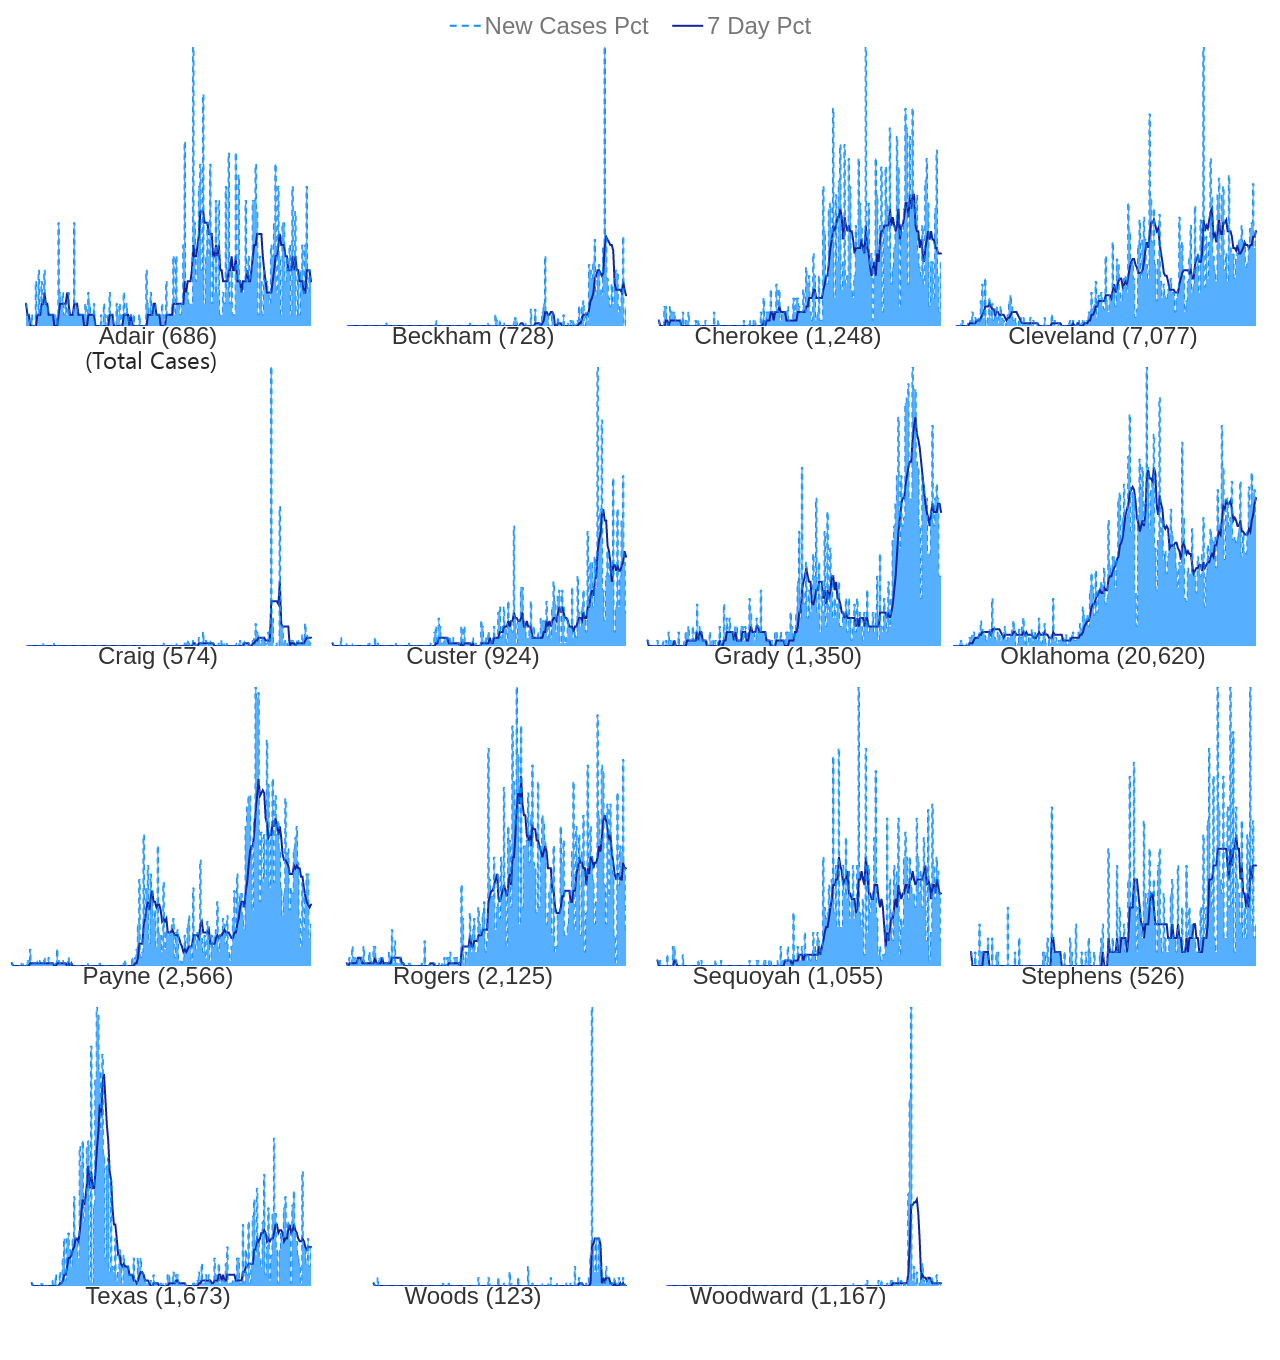 New Cases Pct 7 Day Pct
Adair (686) Beckham (728) Cherokee (1,248) Cleveland (7,077)
(Total Cases)
Craig (574) Custer (924) Grady (1,350) Oklahoma (20,620)
Payne (2,566) Rogers (2,125) Sequoyah (1,055) Stephens (526)
Texas (1,673) Woods (123) Woodward (1,167)